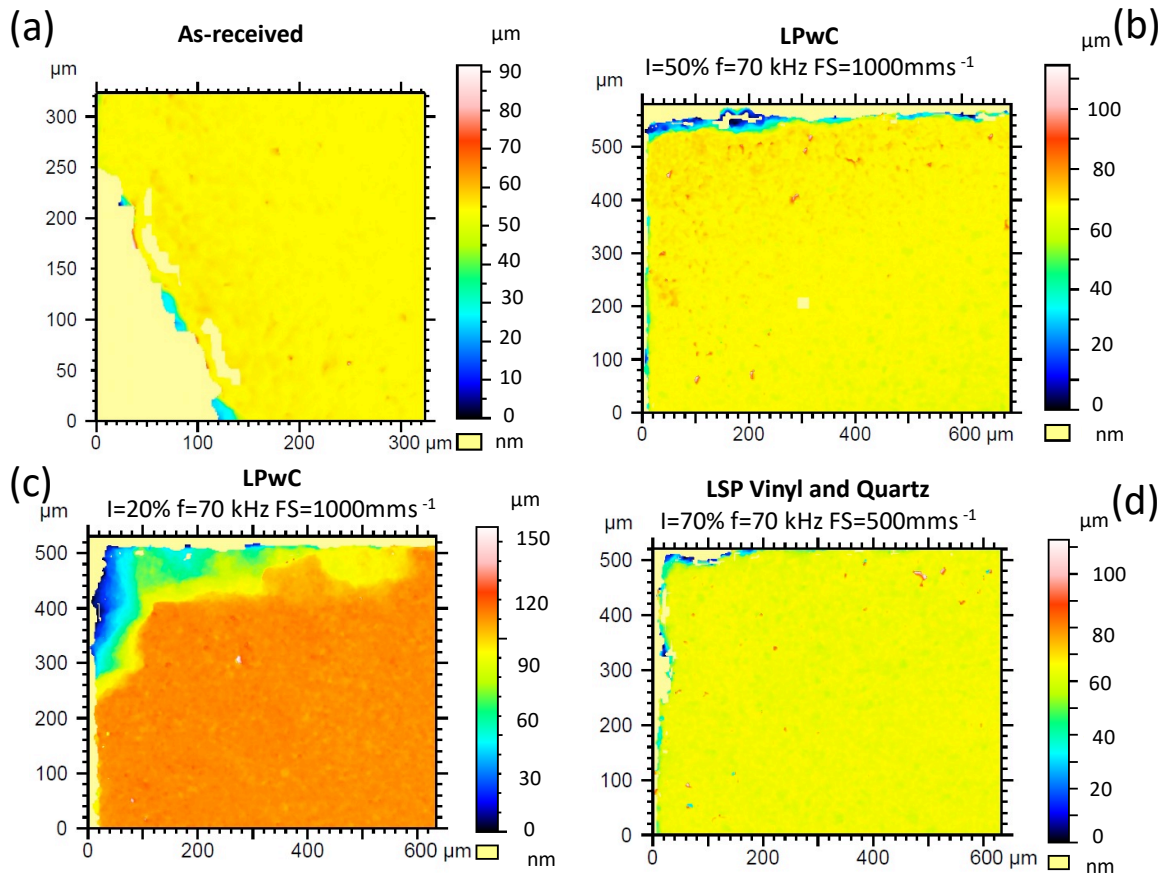 (a)
As-received
µm
µm
300
250
200
150
100
50
0
0
100
200
300 µm
90
80
70
60
50
40
30
20
10
0
nm
(b)
LPwC
I=50% f=70 kHz FS=1000mms -1
µm
µm
500
400
300
200
100
0
0
200
400
600 µm
100
80
60
40
20
0
nm
(c)
LPwC
I=20% f=70 kHz FS=1000mms -1
µm
µm
500
400
300
200
100
0
0
200
400
600 µm
150
120
90
60
30
0
nm
(d)
LSP Vinyl and Quartz
I=70% f=70 kHz FS=500mms -1
µm
µm
500
400
300
200
100
0
0
200
400
600 µm
100
80
60
40
20
0
nm